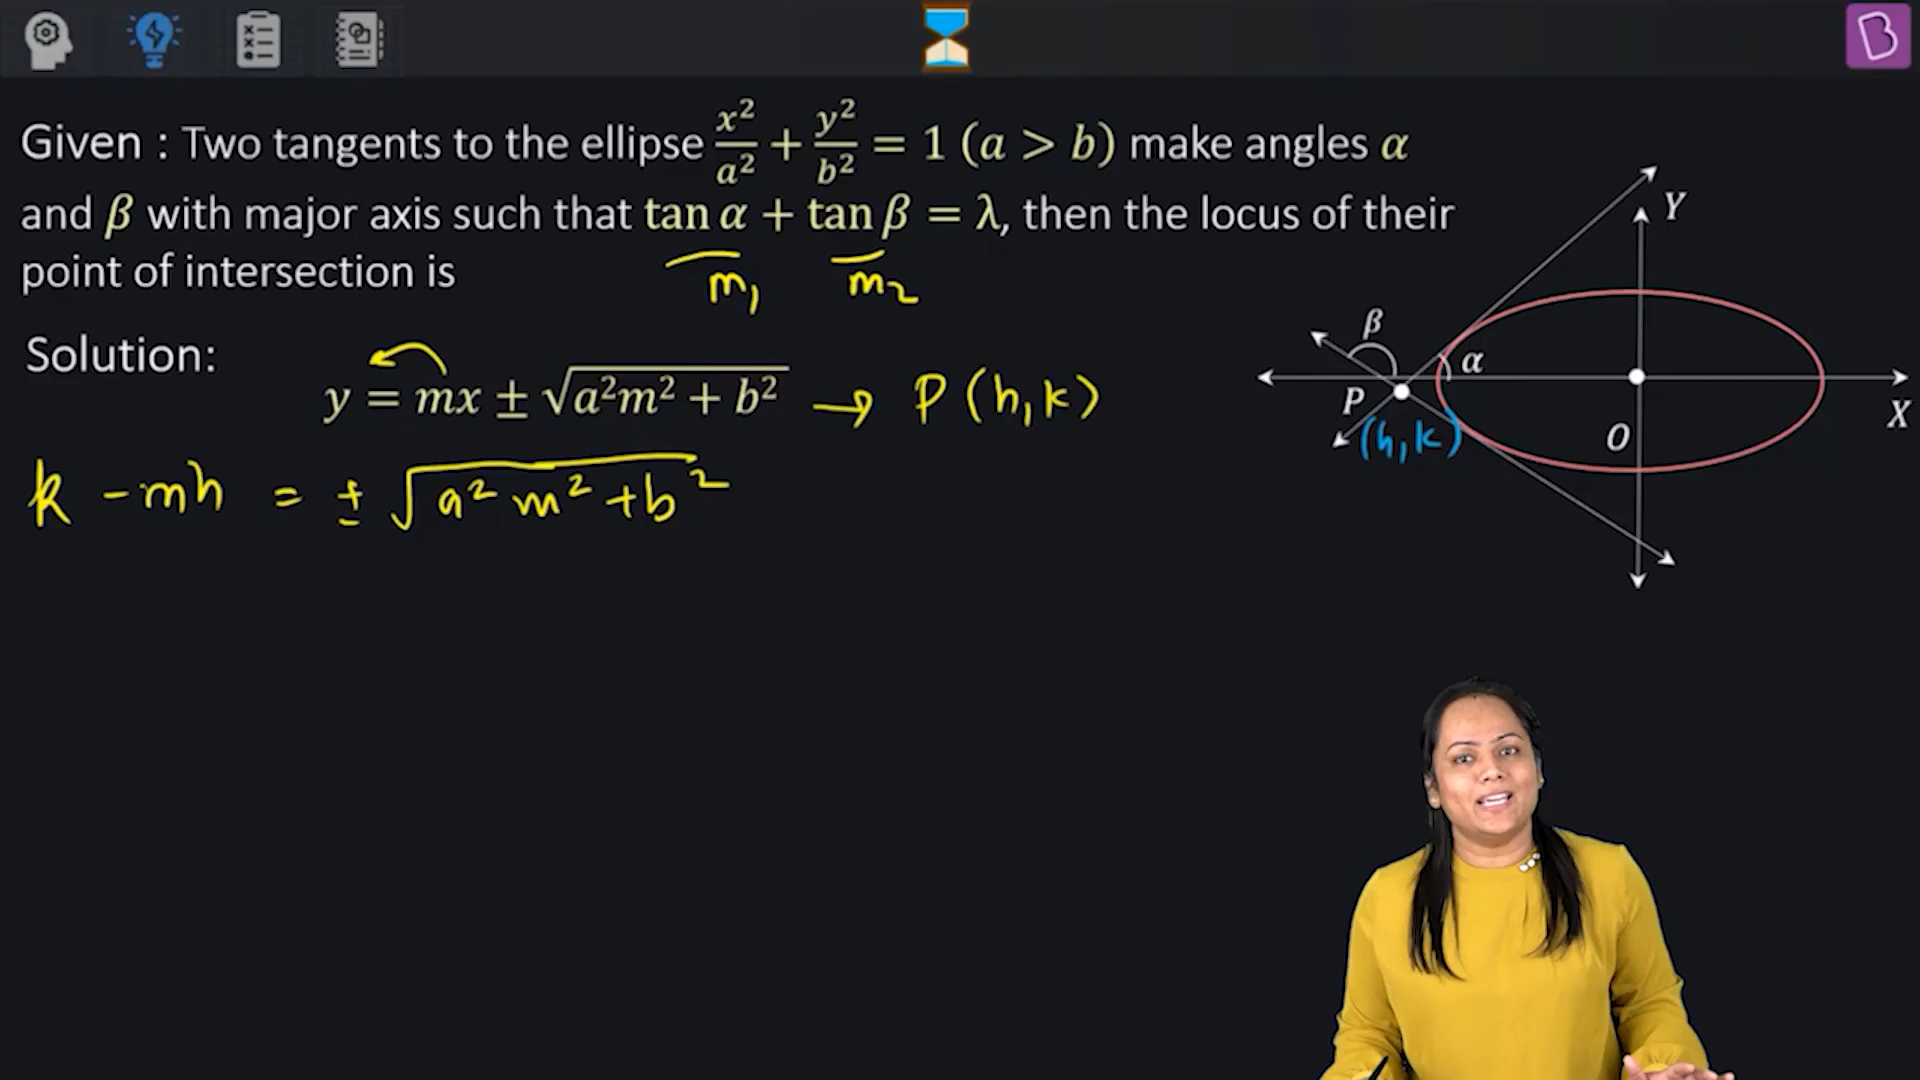 Given : Two tangents to the ellipse x²/a² + y²/b² = 1 (a > b) make angles α
and β with major axis such that tan α + tan β = λ, then the locus of their
point of intersection is
m₁ m₂
Solution:
y = mx ± √(a²m² + b²) → P (h, k)
k - mh = ± √(a² m² + b²)
Y
β
α
P
(h, k)
O
X
B